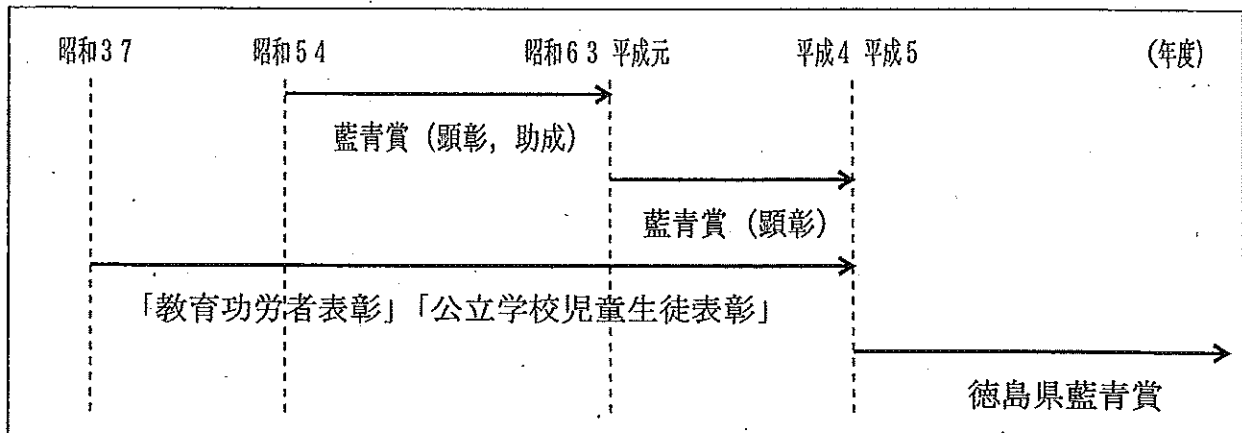 昭和37 昭和54 昭和63 平成元 平成4 平成5 (年度)
藍青賞 (顕彰, 助成)
藍青賞 (顕彰)
「教育功労者表彰」「公立学校児童生徒表彰」
徳島県藍青賞